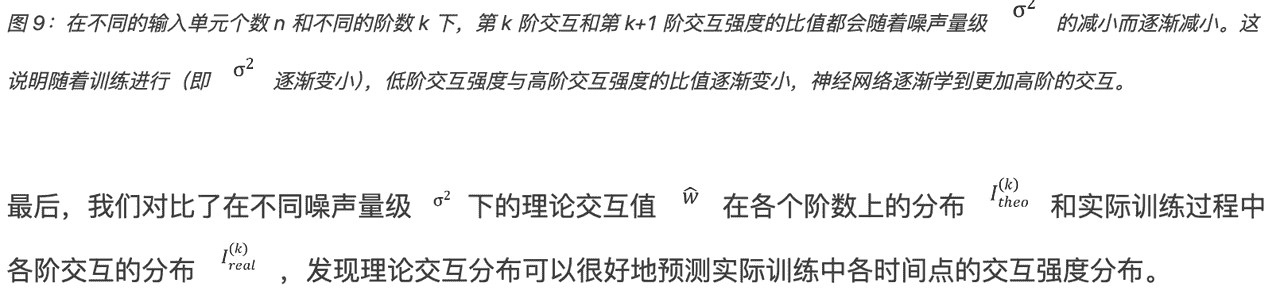 图 9：在不同的输入单元个数 n 和不同的阶数 k 下，第 k 阶交互和第 k+1 阶交互强度的比值都会随着噪声量级 σ² 的减小而逐渐减小。这
说明随着训练进行（即 σ² 逐渐变小），低阶交互强度与高阶交互强度的比值逐渐变小，神经网络逐渐学到更加高阶的交互。
最后，我们对比了在不同噪声量级 σ² 下的理论交互值 ŵ 在各个阶数上的分布 I_{theo}^{(k)} 和实际训练过程中
各阶交互的分布 I_{real}^{(k)} ，发现理论交互分布可以很好地预测实际训练中各时间点的交互强度分布。